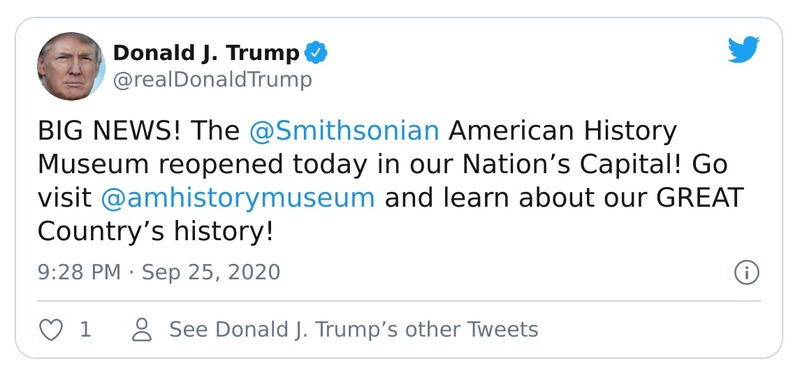 Donald J. Trump
@realDonaldTrump
BIG NEWS! The @Smithsonian American History
Museum reopened today in our Nation’s Capital! Go
visit @amhistorymuseum and learn about our GREAT
Country’s history!
9:28 PM · Sep 25, 2020
1 See Donald J. Trump’s other Tweets